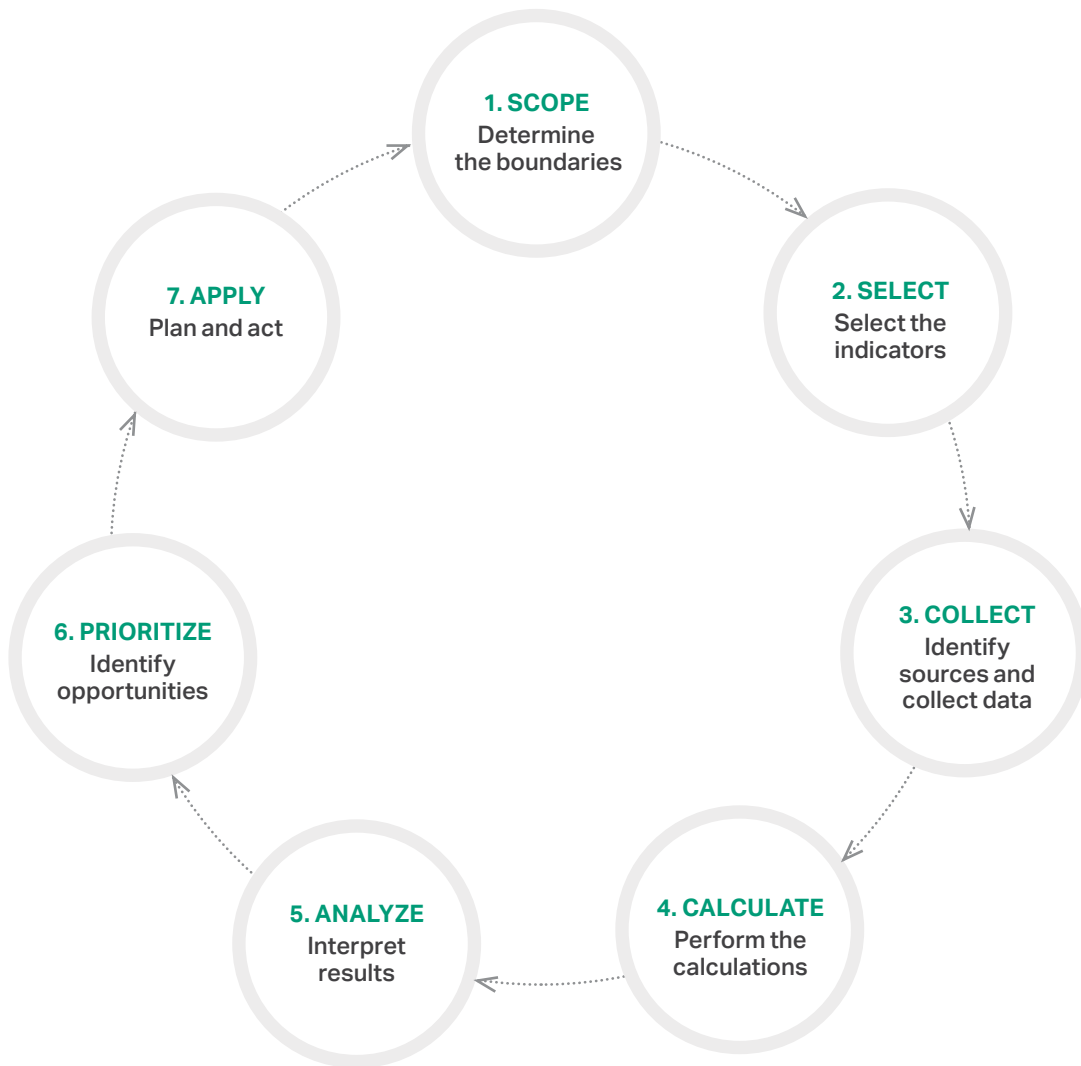 1. SCOPE
Determine
the boundaries
2. SELECT
Select the
indicators
3. COLLECT
Identify
sources and
collect data
4. CALCULATE
Perform the
calculations
5. ANALYZE
Interpret
results
6. PRIORITIZE
Identify
opportunities
7. APPLY
Plan and act